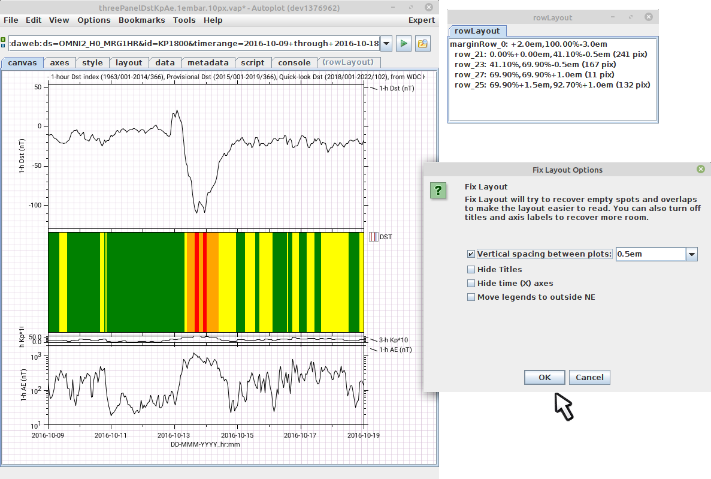 threePanelDstKpAe.1embar.10px.vap* - Autoplot (dev1376962)
File Edit View Options Bookmarks Tools Help Expert
:daweb:ds=OMNI2_H0_MRG1HR&id=KP1800&timerange=2016-10-09+through+2016-10-18
canvas axes style layout data metadata script console (rowLayout)
1-hour Dst index (1963/001-2014/366), Provisional Dst (2015/001-2019/366), Quick-look Dst (2018/001-2022/102), from WDC
50
0
-50
-100
1-h Dst (nT)
1-h Dst (nT)
DST
50.0
0.0
3-h Kp*10
1-h AE (nT)
10³
10²
10¹
1-h AE (nT)
2016-10-09 2016-10-11 2016-10-13 2016-10-15 2016-10-17 2016-10-19
DD-MMM-YYYY, hr:mm
rowLayout
rowLayout
marginRow_0: +2.0em,100.00%-3.0em
row_21: 0.00%+0.00em,41.10%-0.5em (241 pix)
row_23: 41.10%,69.90%-0.5em (167 pix)
row_27: 69.90%,69.90%+1.0em (11 pix)
row_25: 69.90%+1.5em,92.70%+1.0em (132 pix)
Fix Layout Options
?
Fix Layout
Fix Layout will try to recover empty spots and overlaps
to make the layout easier to read. You can also turn off
titles and axis labels to recover more room.
Vertical spacing between plots: 0.5em
Hide Titles
Hide time (X) axes
Move legends to outside NE
OK Cancel